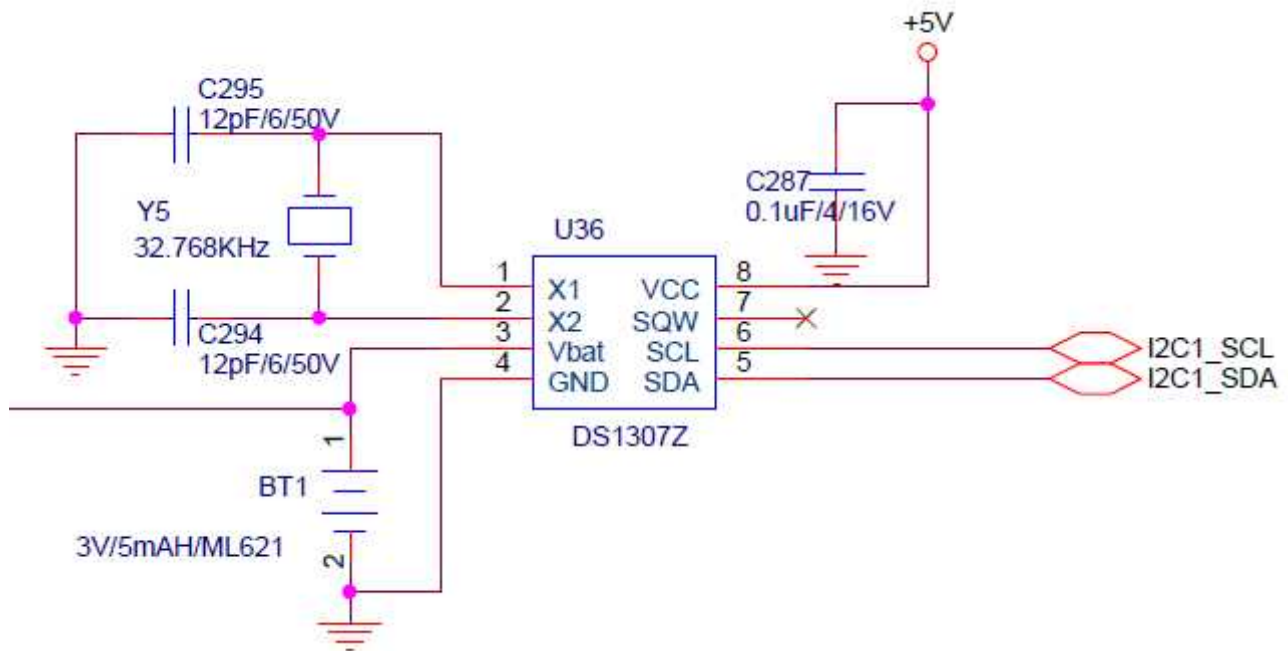 +5V
C295
12pF/6/50V
Y5
32.768KHz
C294
12pF/6/50V
C287
0.1uF/4/16V
U36
1 X1 VCC 8
2 X2 SQW 7
3 Vbat SCL 6
4 GND SDA 5
DS1307Z
I2C1_SCL
I2C1_SDA
1
BT1
3V/5mAH/ML621
2